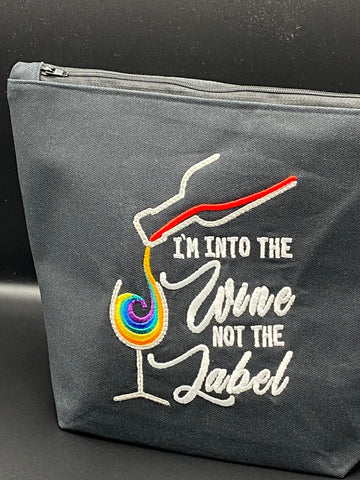 I'M INTO THE
Wine
NOT THE
Label